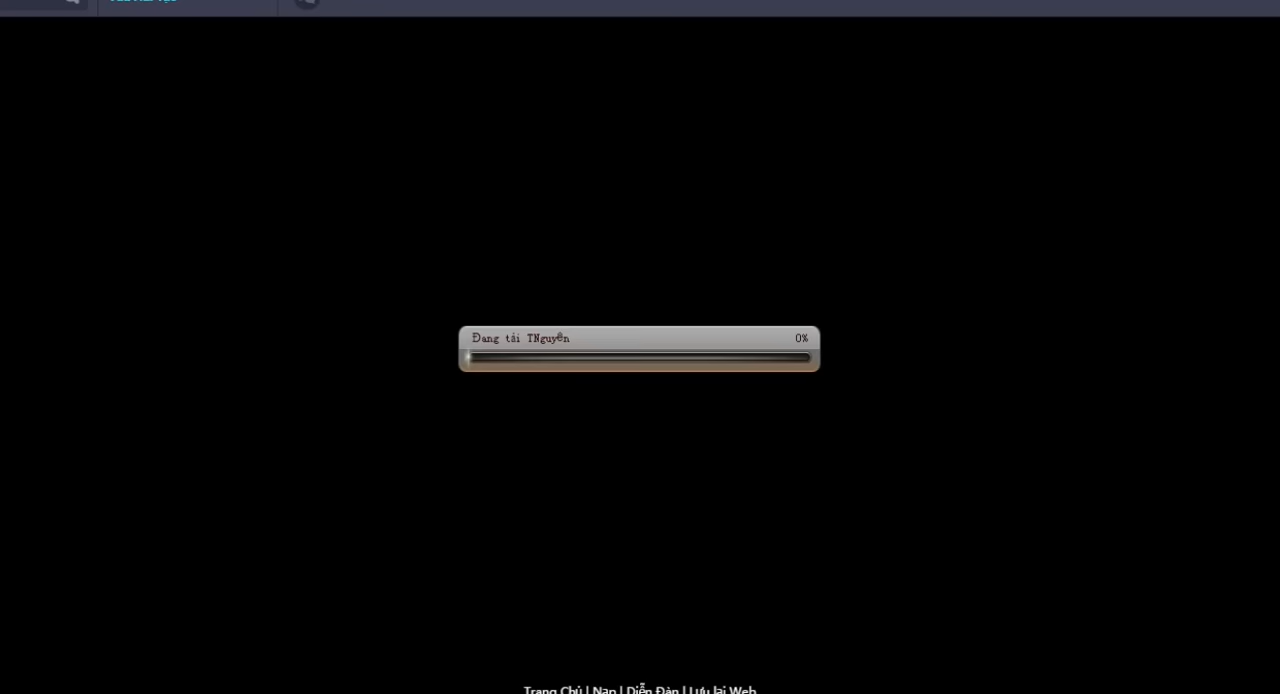 Đang tải TNguyên 0%
Trang Chủ | Nạp | Diễn Đàn | Lưu lại Web